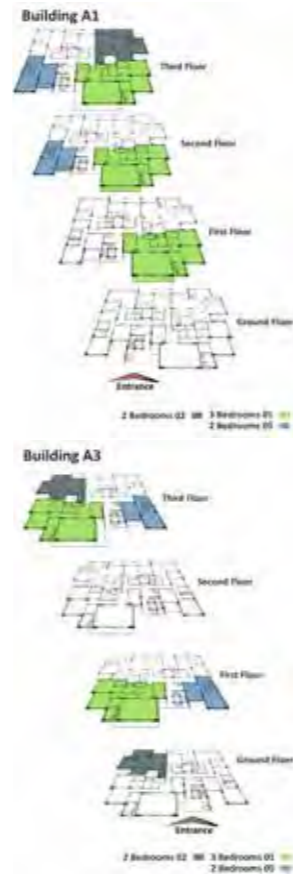 Building A1
Third Floor
Second Floor
First Floor
Ground Floor
Entrance
2 Bedrooms 02 3 Bedrooms 01
2 Bedrooms 05
Building A3
Third Floor
Second Floor
First Floor
Ground Floor
Entrance
2 Bedrooms 02 3 Bedrooms 01
2 Bedrooms 05